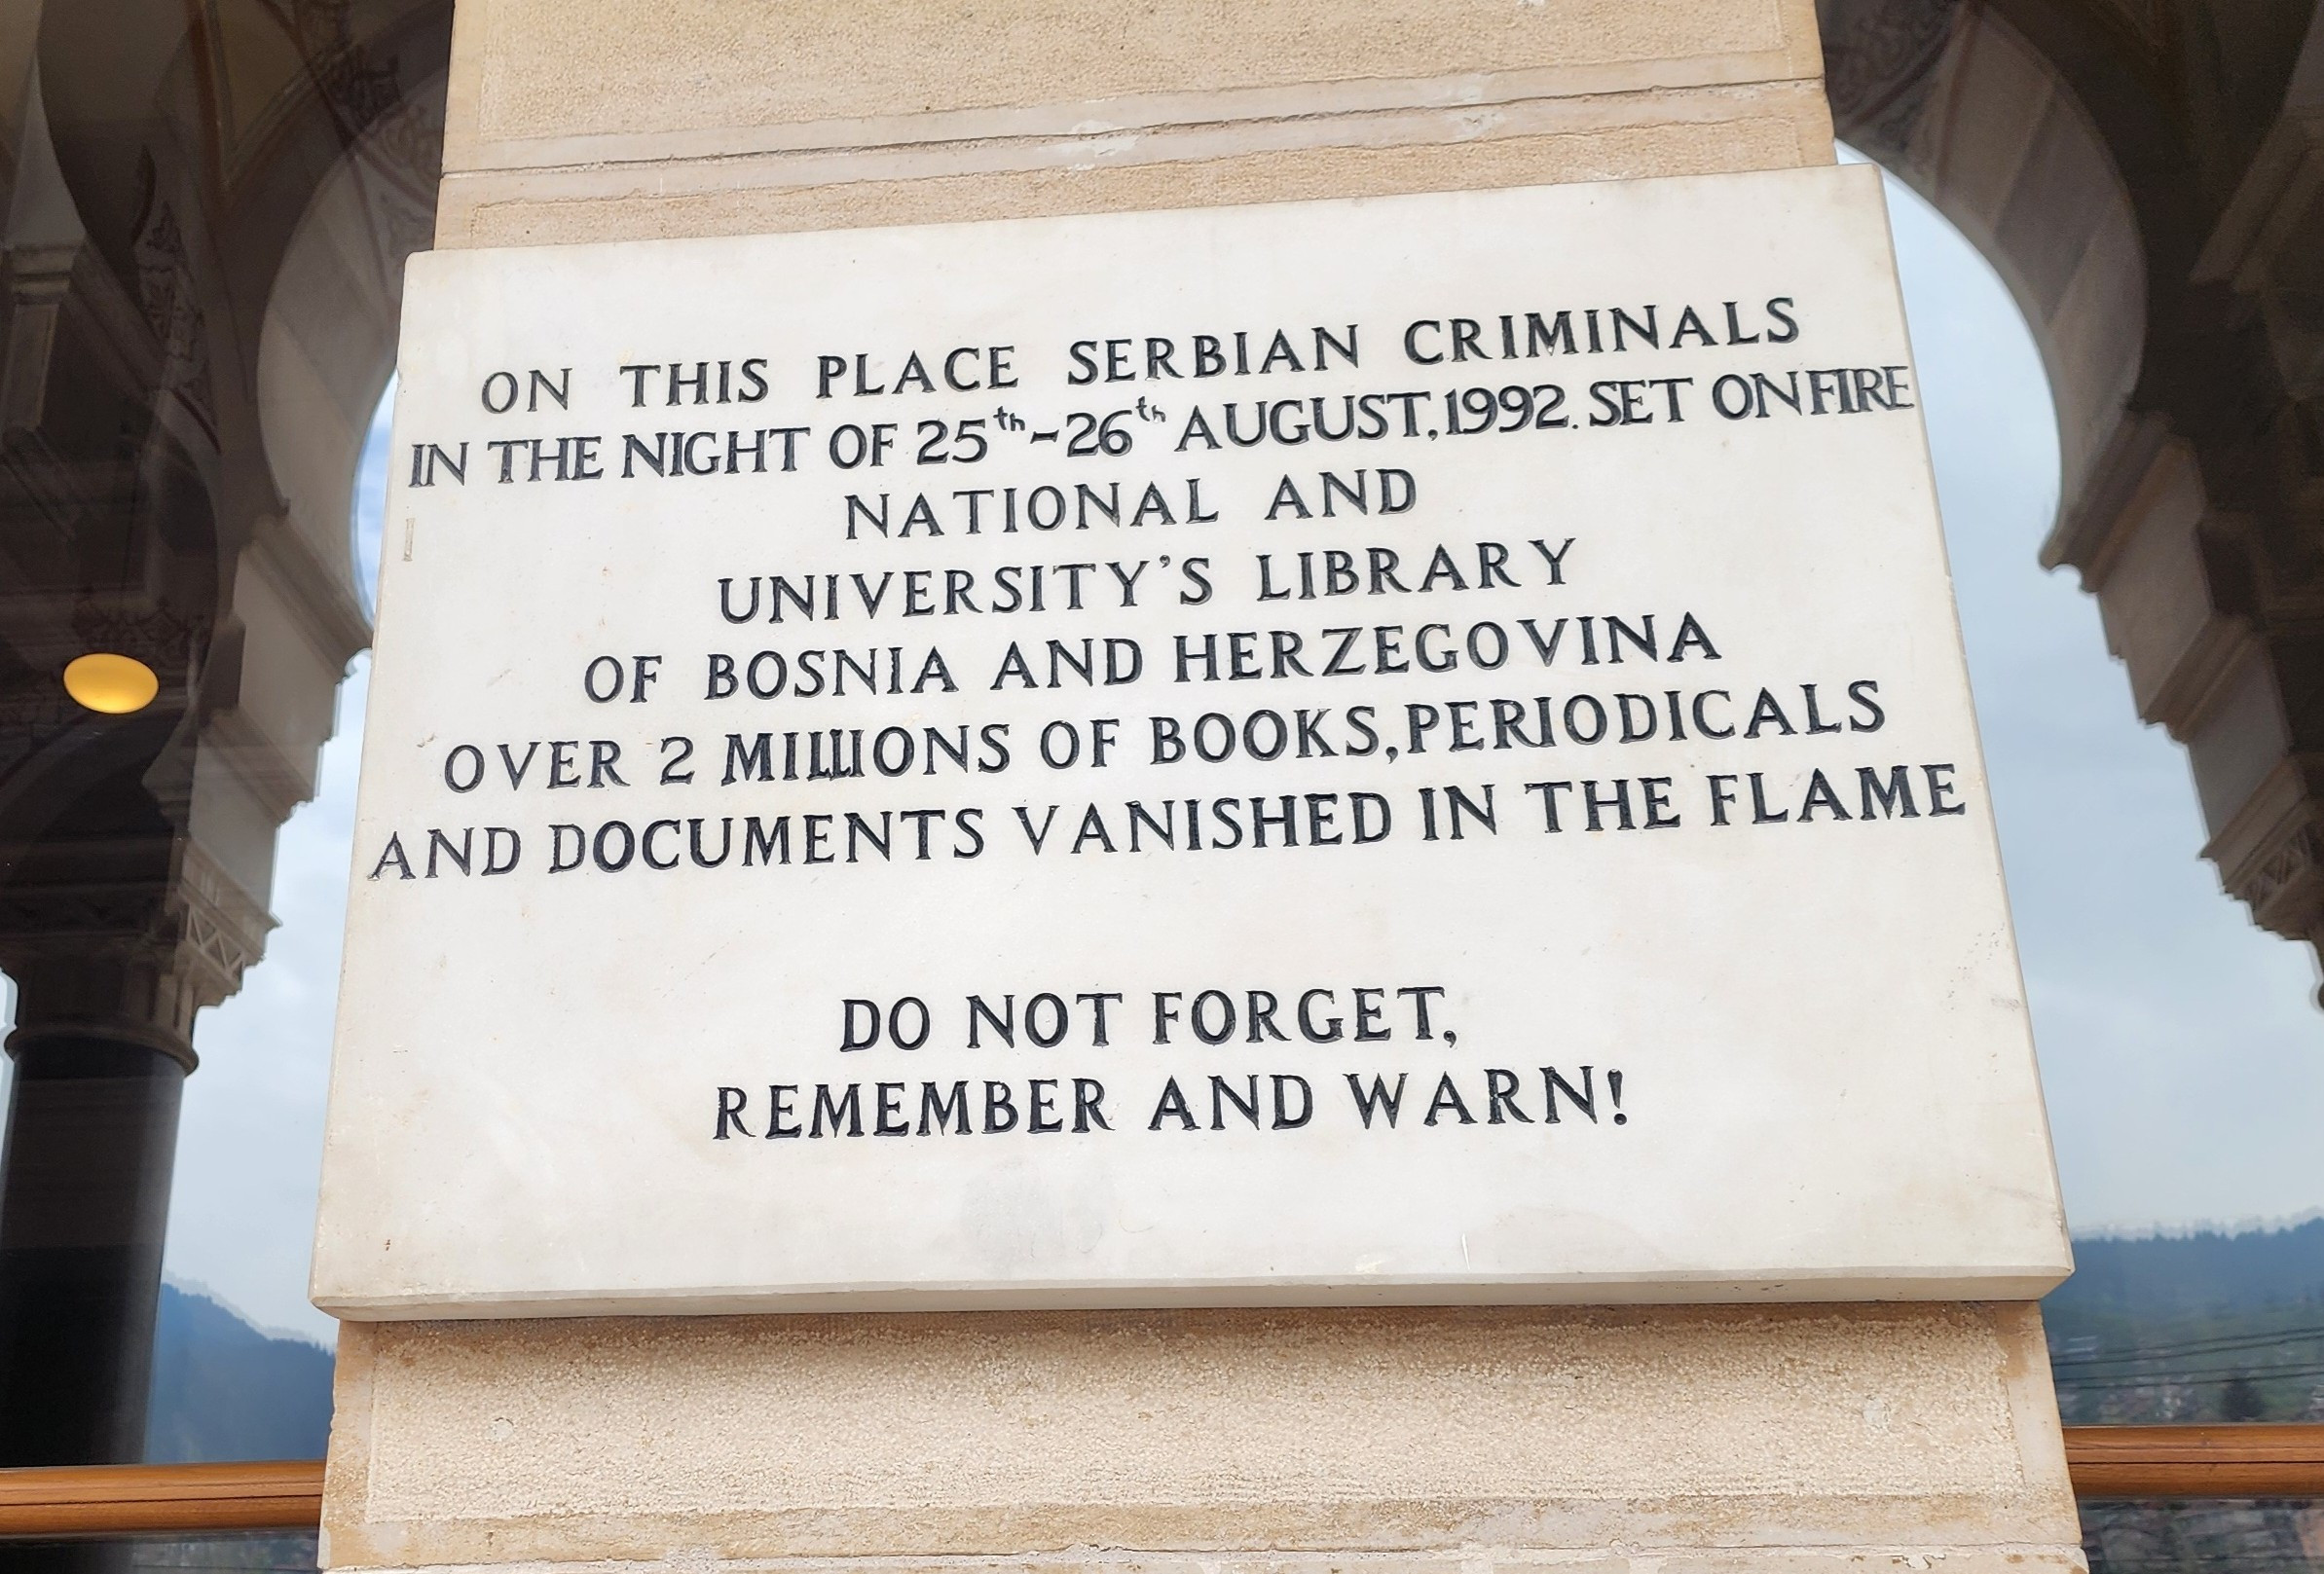 ON THIS PLACE SERBIAN CRIMINALS
IN THE NIGHT OF 25th-26th AUGUST, 1992. SET ON FIRE
NATIONAL AND
UNIVERSITY'S LIBRARY
OF BOSNIA AND HERZEGOVINA
OVER 2 MILLIONS OF BOOKS, PERIODICALS
AND DOCUMENTS VANISHED IN THE FLAME
DO NOT FORGET,
REMEMBER AND WARN!